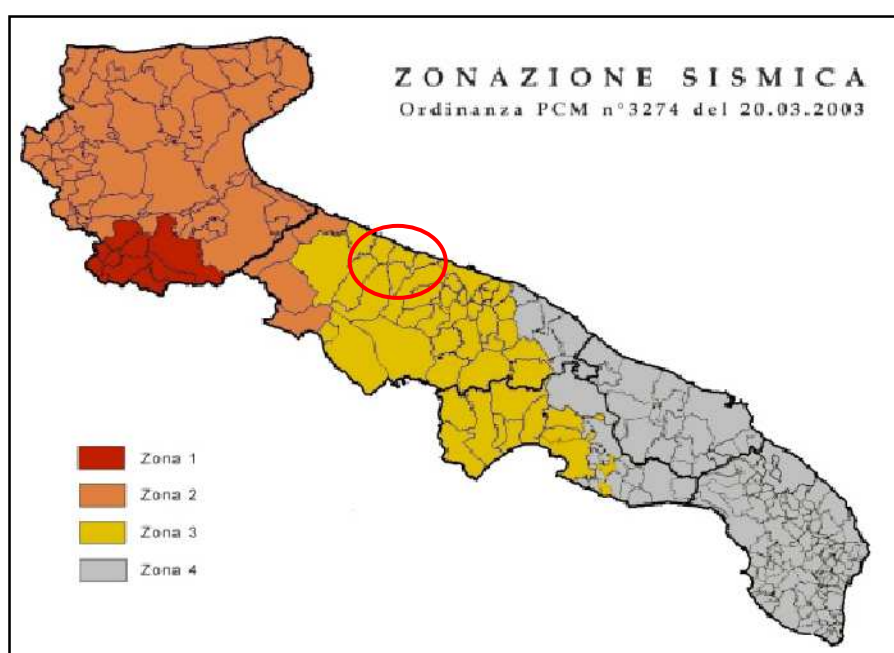 ZONAZIONE SISMICA
Ordinanza PCM n°3274 del 20.03.2003
Zona 1
Zona 2
Zona 3
Zona 4